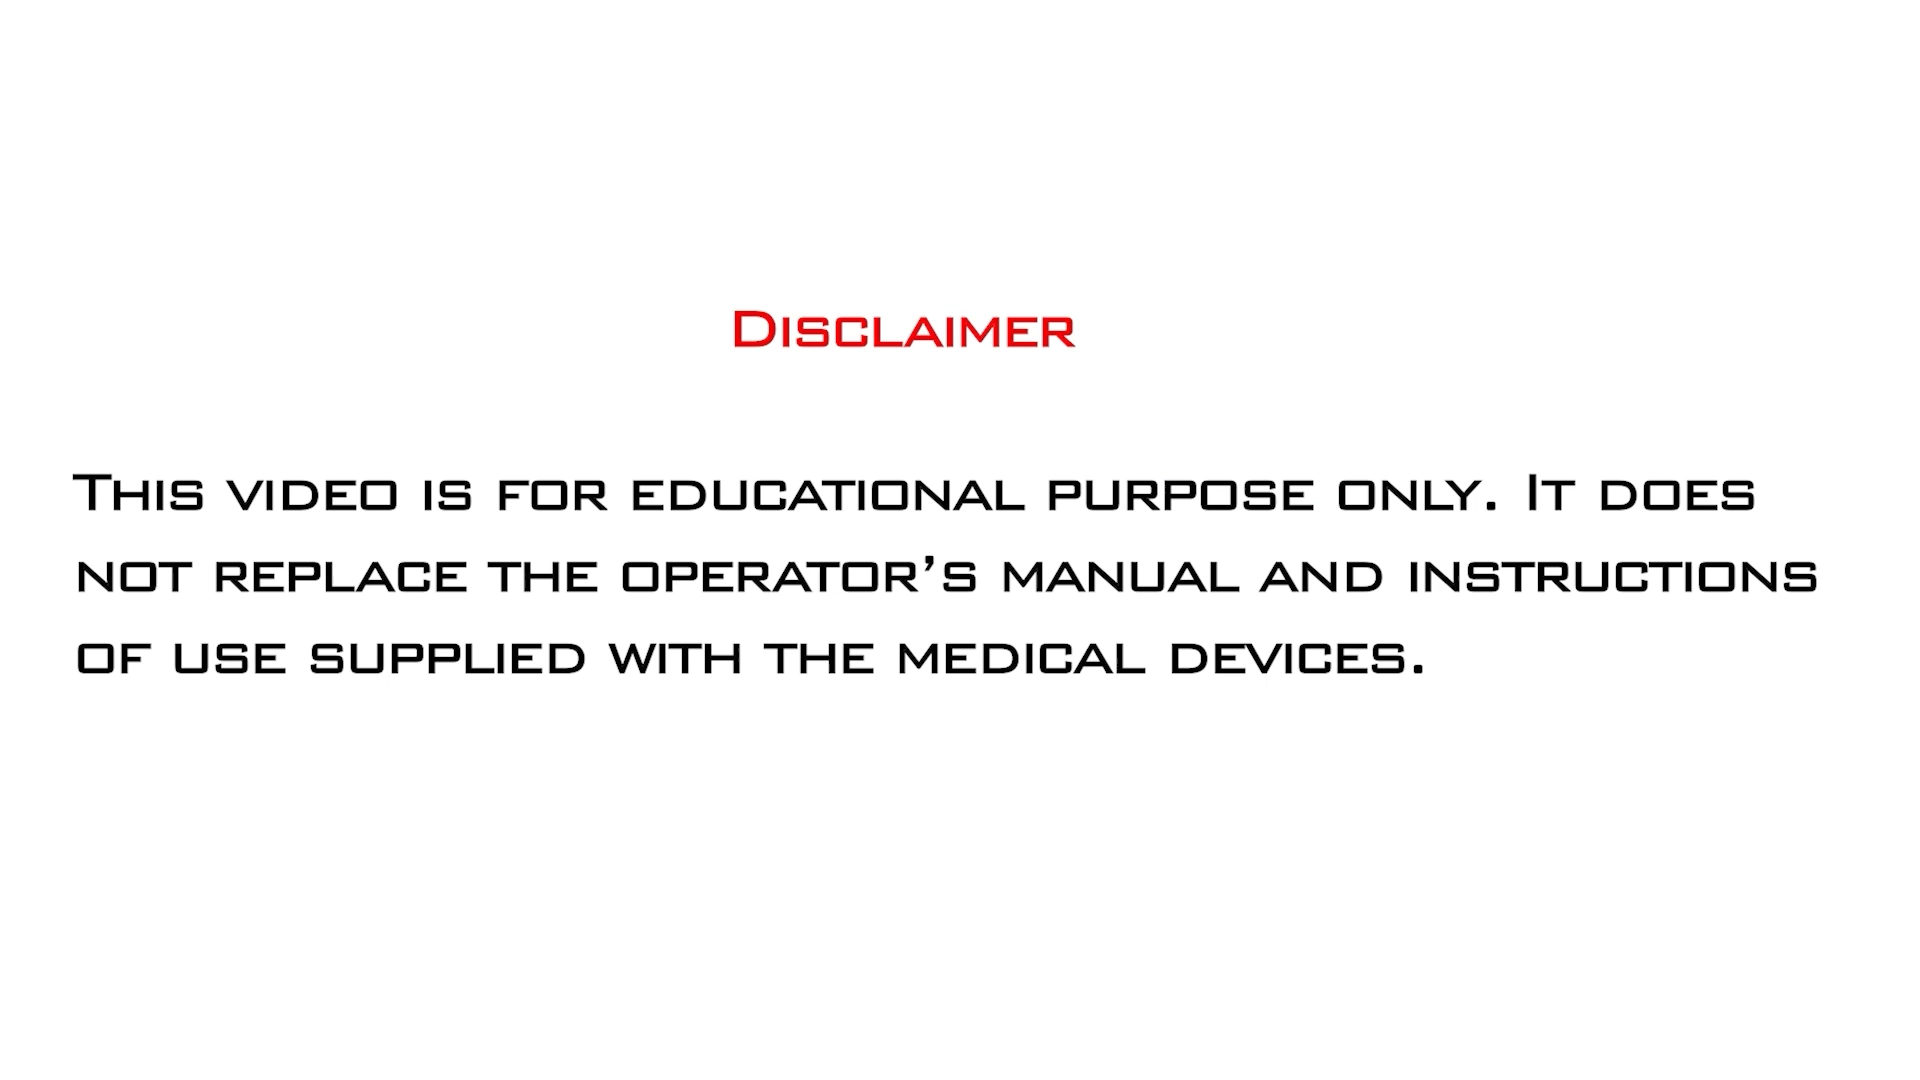 Disclaimer
This video is for educational purpose only. It does
not replace the operator’s manual and instructions
of use supplied with the medical devices.